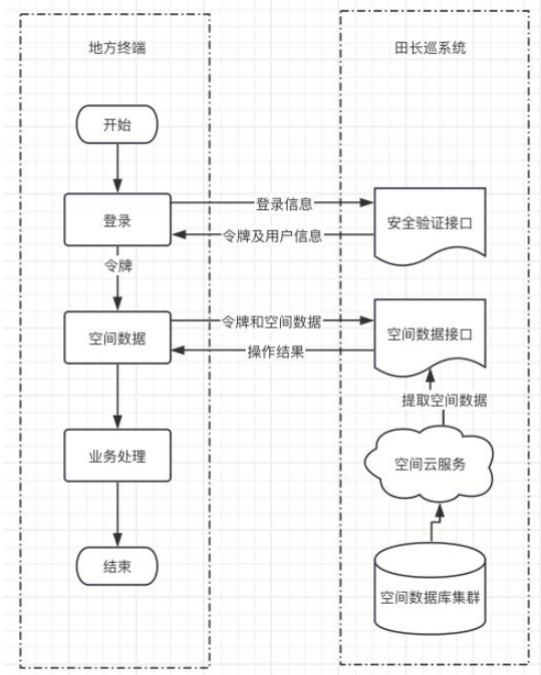 地方终端
田长巡系统
开始
登录
登录信息
安全验证接口
令牌及用户信息
令牌
空间数据
令牌和空间数据
空间数据接口
操作结果
提取空间数据
业务处理
空间云服务
结束
空间数据库集群